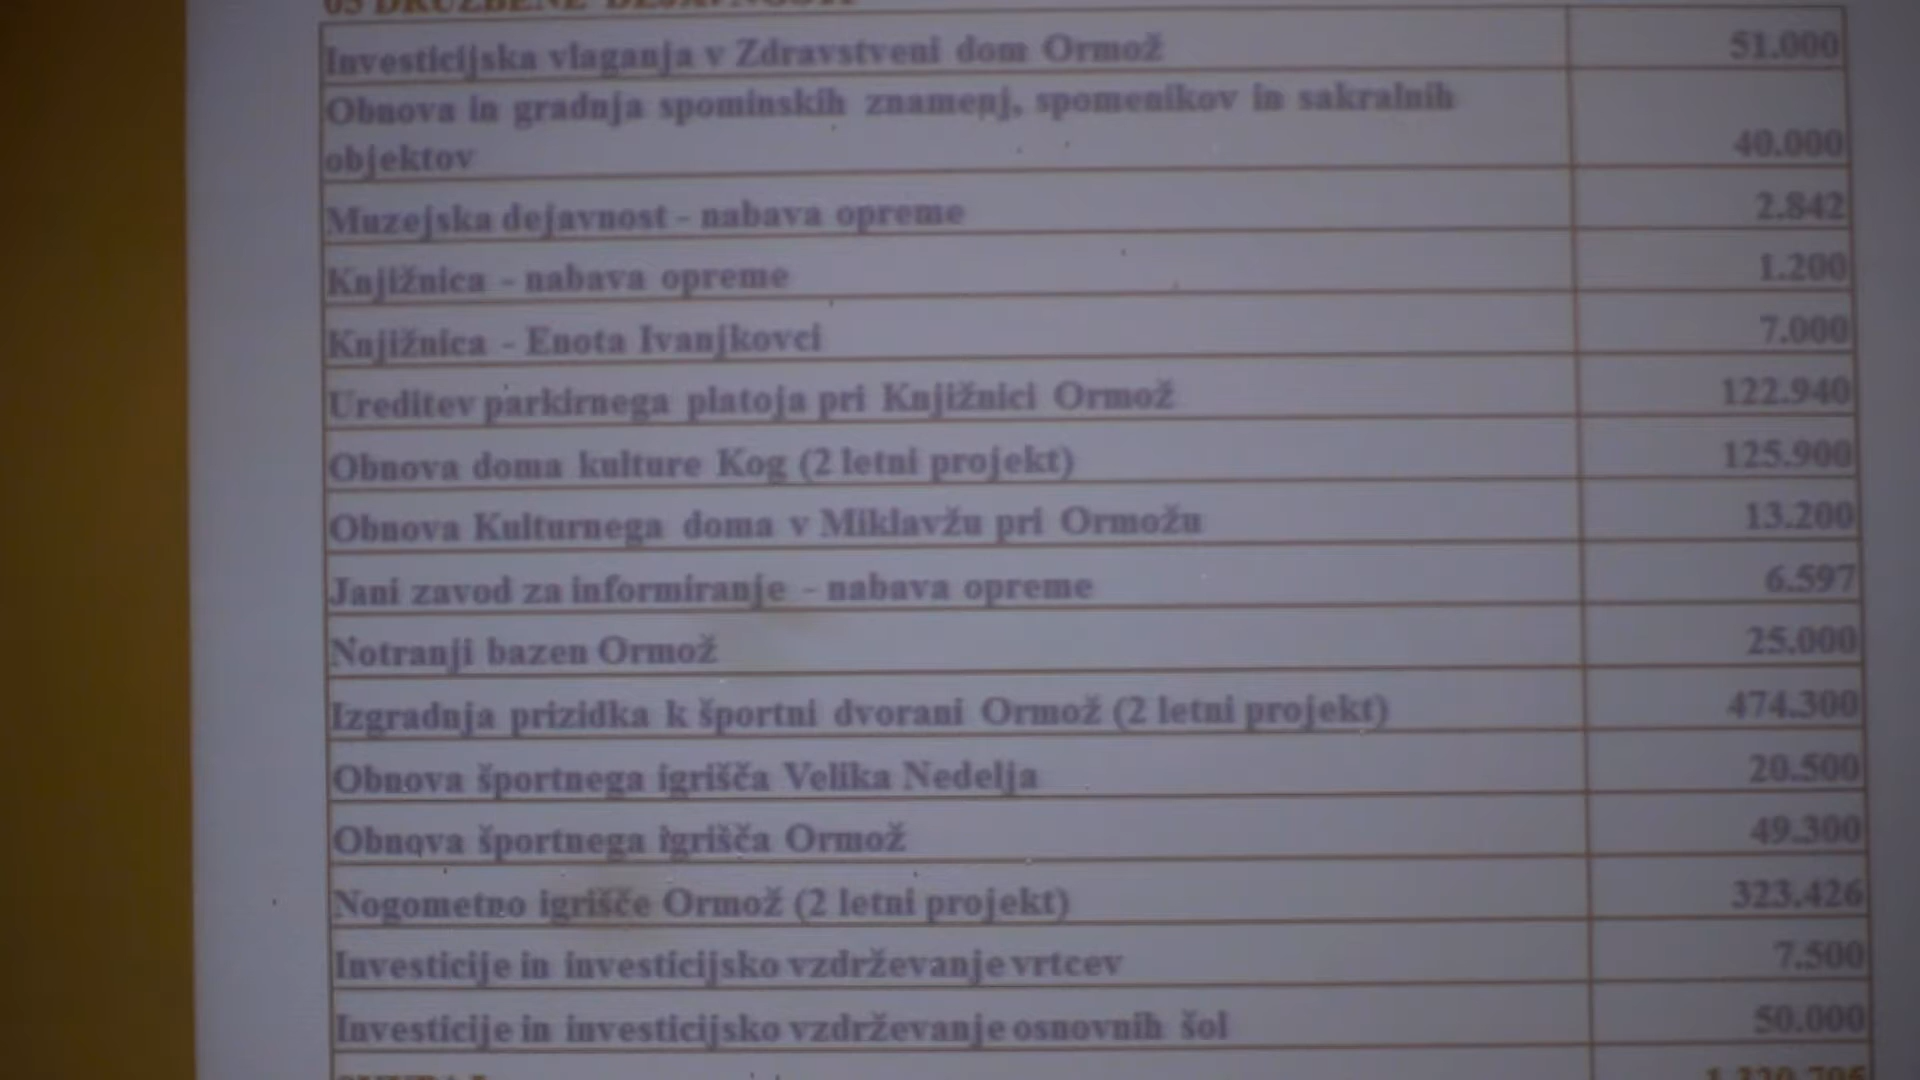 05 DRUŽBENE DEJAVNOSTI
Investicijska vlaganja v Zdravstveni dom Ormož 51.000
Obnova in gradnja spominskih znamenj, spomenikov in sakralnih
objektov 40.000
Muzejska dejavnost - nabava opreme 2.842
Knjižnica - nabava opreme 1.200
Knjižnica - Enota Ivanjkovci 7.000
Ureditev parkirnega platoja pri Knjižnici Ormož 122.940
Obnova doma kulture Kog (2 letni projekt) 125.900
Obnova Kulturnega doma v Miklavžu pri Ormožu 13.200
Jani zavod za informiranje - nabava opreme 6.597
Notranji bazen Ormož 25.000
Izgradnja prizidka k športni dvorani Ormož (2 letni projekt) 474.300
Obnova športnega igrišča Velika Nedelja 20.500
Obnova športnega igrišča Ormož 49.300
Nogometno igrišče Ormož (2 letni projekt) 323.426
Investicije in investicijsko vzdrževanje vrtcev 7.500
Investicije in investicijsko vzdrževanje osnovnih šol 50.000